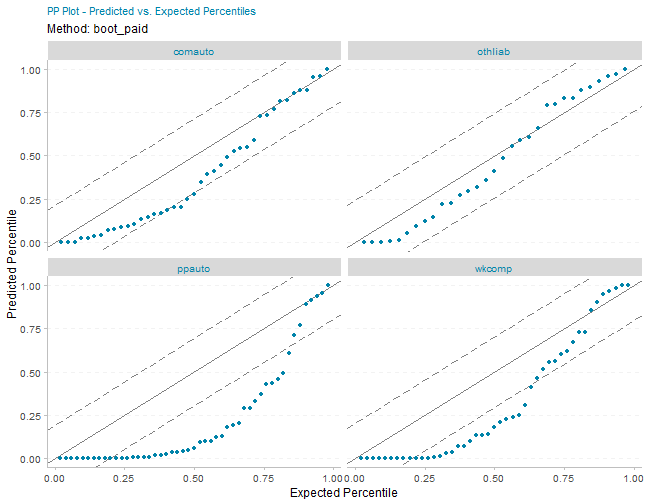 PP Plot - Predicted vs. Expected Percentiles
Method: boot_paid
comauto
othliab
1.00
0.75
0.50
0.25
0.00
Predicted Percentile
ppauto
wkcomp
1.00
0.75
0.50
0.25
0.00
0.00 0.25 0.50 0.75 1.00 0.00 0.25 0.50 0.75 1.00
Expected Percentile